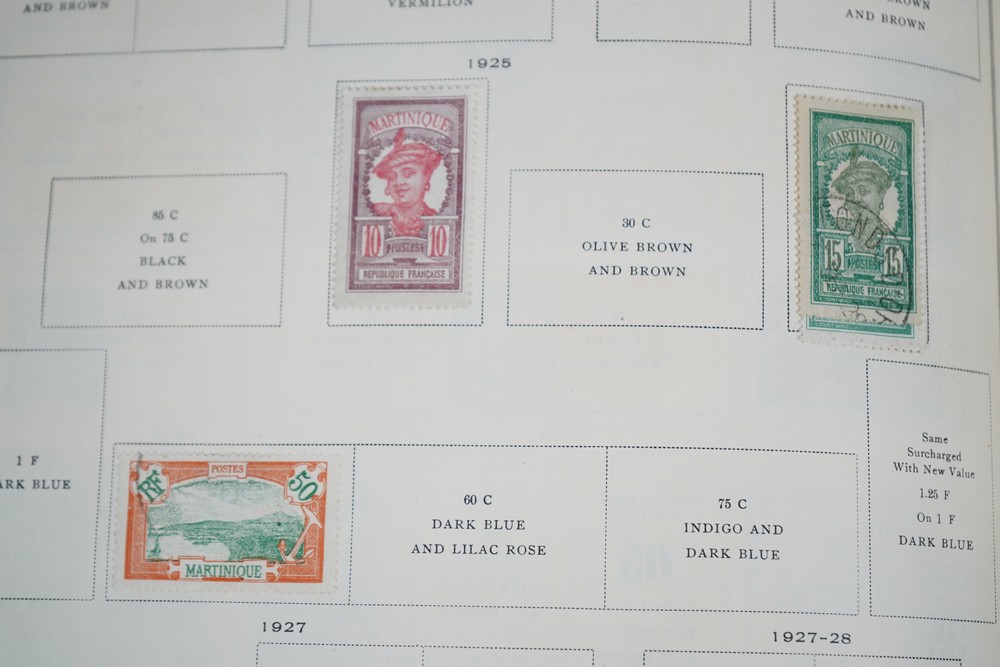 AND BROWN
VERMILION
BROWN
AND BROWN
1925
85 C
On 75 C
BLACK
AND BROWN
MARTINIQUE
10
POSTES
10
REPUBLIQUE FRANÇAISE
30 C
OLIVE BROWN
AND BROWN
MARTINIQUE
15
POSTES
15
REPUBLIQUE FRANÇAISE
1 F
ARK BLUE
POSTES
RF
50
MARTINIQUE
60 C
DARK BLUE
AND LILAC ROSE
75 C
INDIGO AND
DARK BLUE
Same
Surcharged
With New Value
1.25 F
On 1 F
DARK BLUE
1927
1927-28